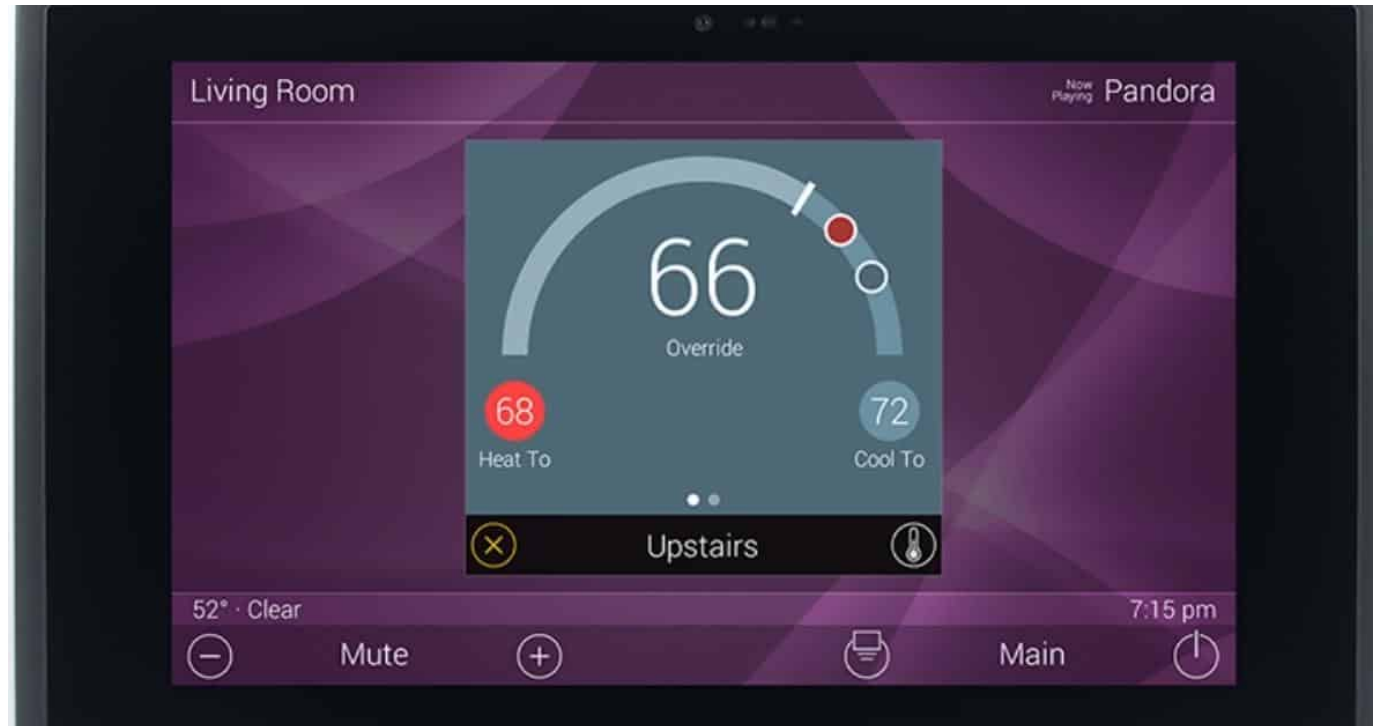 Living Room
Now Playing Pandora
66
Override
68
72
Heat To
Cool To
Upstairs
52° · Clear
7:15 pm
Mute
Main